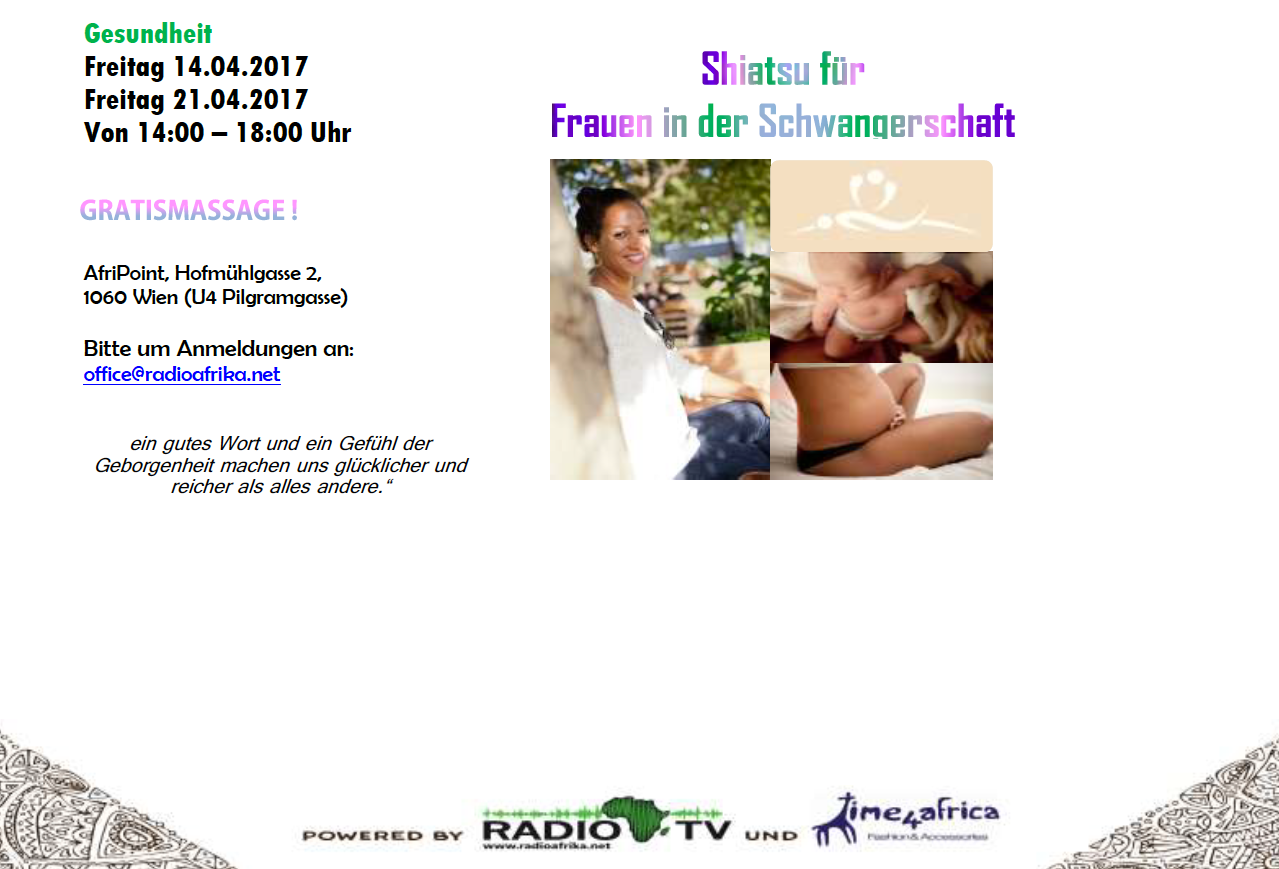 Gesundheit
Freitag 14.04.2017
Freitag 21.04.2017
Von 14:00 – 18:00 Uhr
GRATISMASSAGE !
AfriPoint, Hofmühlgasse 2,
1060 Wien (U4 Pilgramgasse)
Bitte um Anmeldungen an:
office@radioafrika.net
ein gutes Wort und ein Gefühl der
Geborgenheit machen uns glücklicher und
reicher als alles andere.“
Shiatsu für
Frauen in der Schwangerschaft
POWERED BY
RADIO TV
www.radioafrika.net
UND
Time4africa
Fashion & Accessories